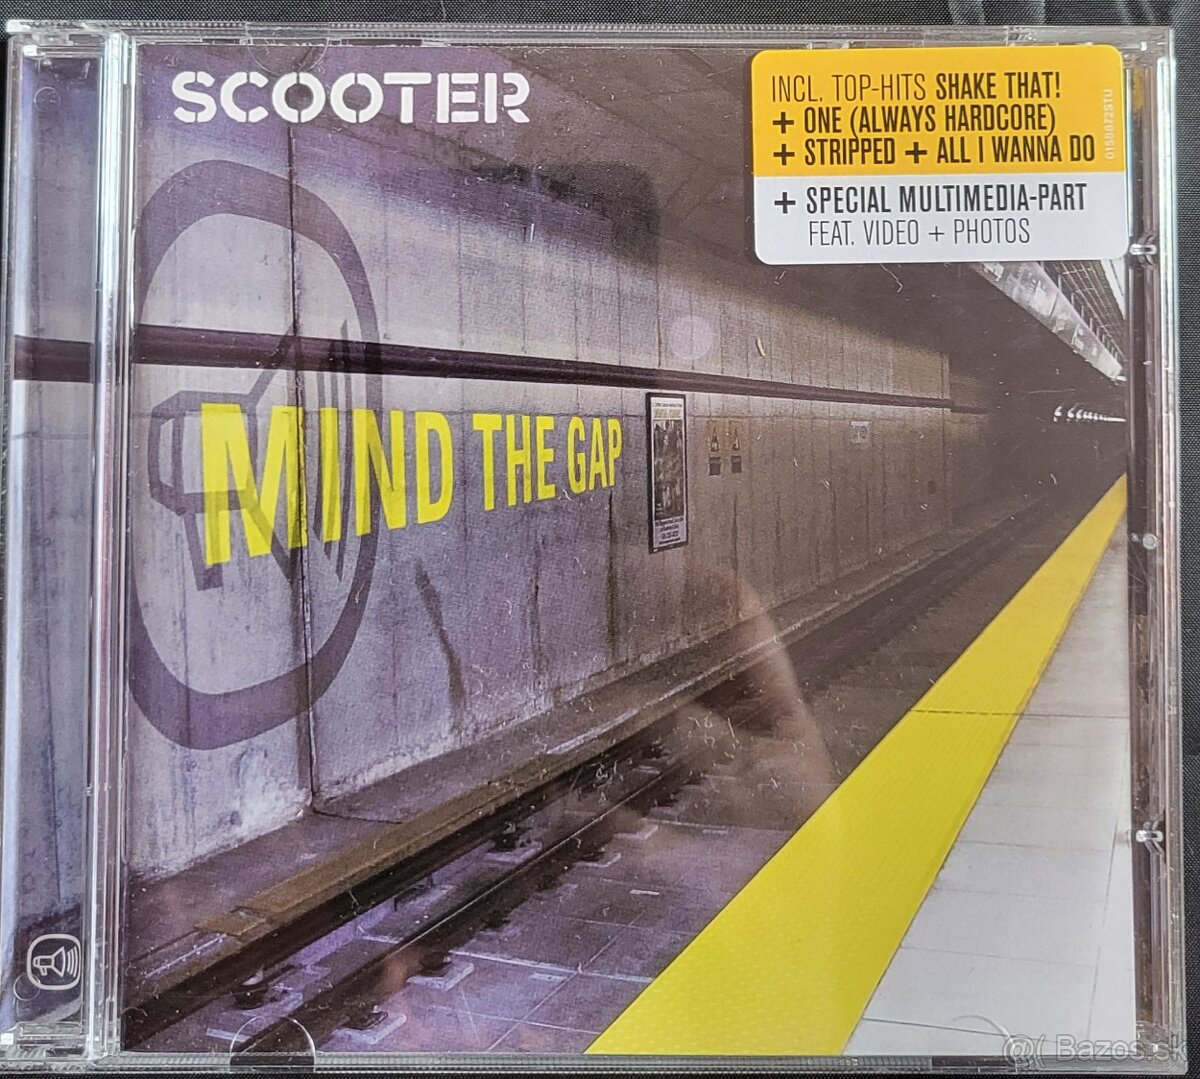 SCOOTER
INCL. TOP-HITS SHAKE THAT!
+ ONE (ALWAYS HARDCORE)
+ STRIPPED + ALL I WANNA DO
+ SPECIAL MULTIMEDIA-PART
FEAT. VIDEO + PHOTOS
MIND THE GAP
Bazos.sk